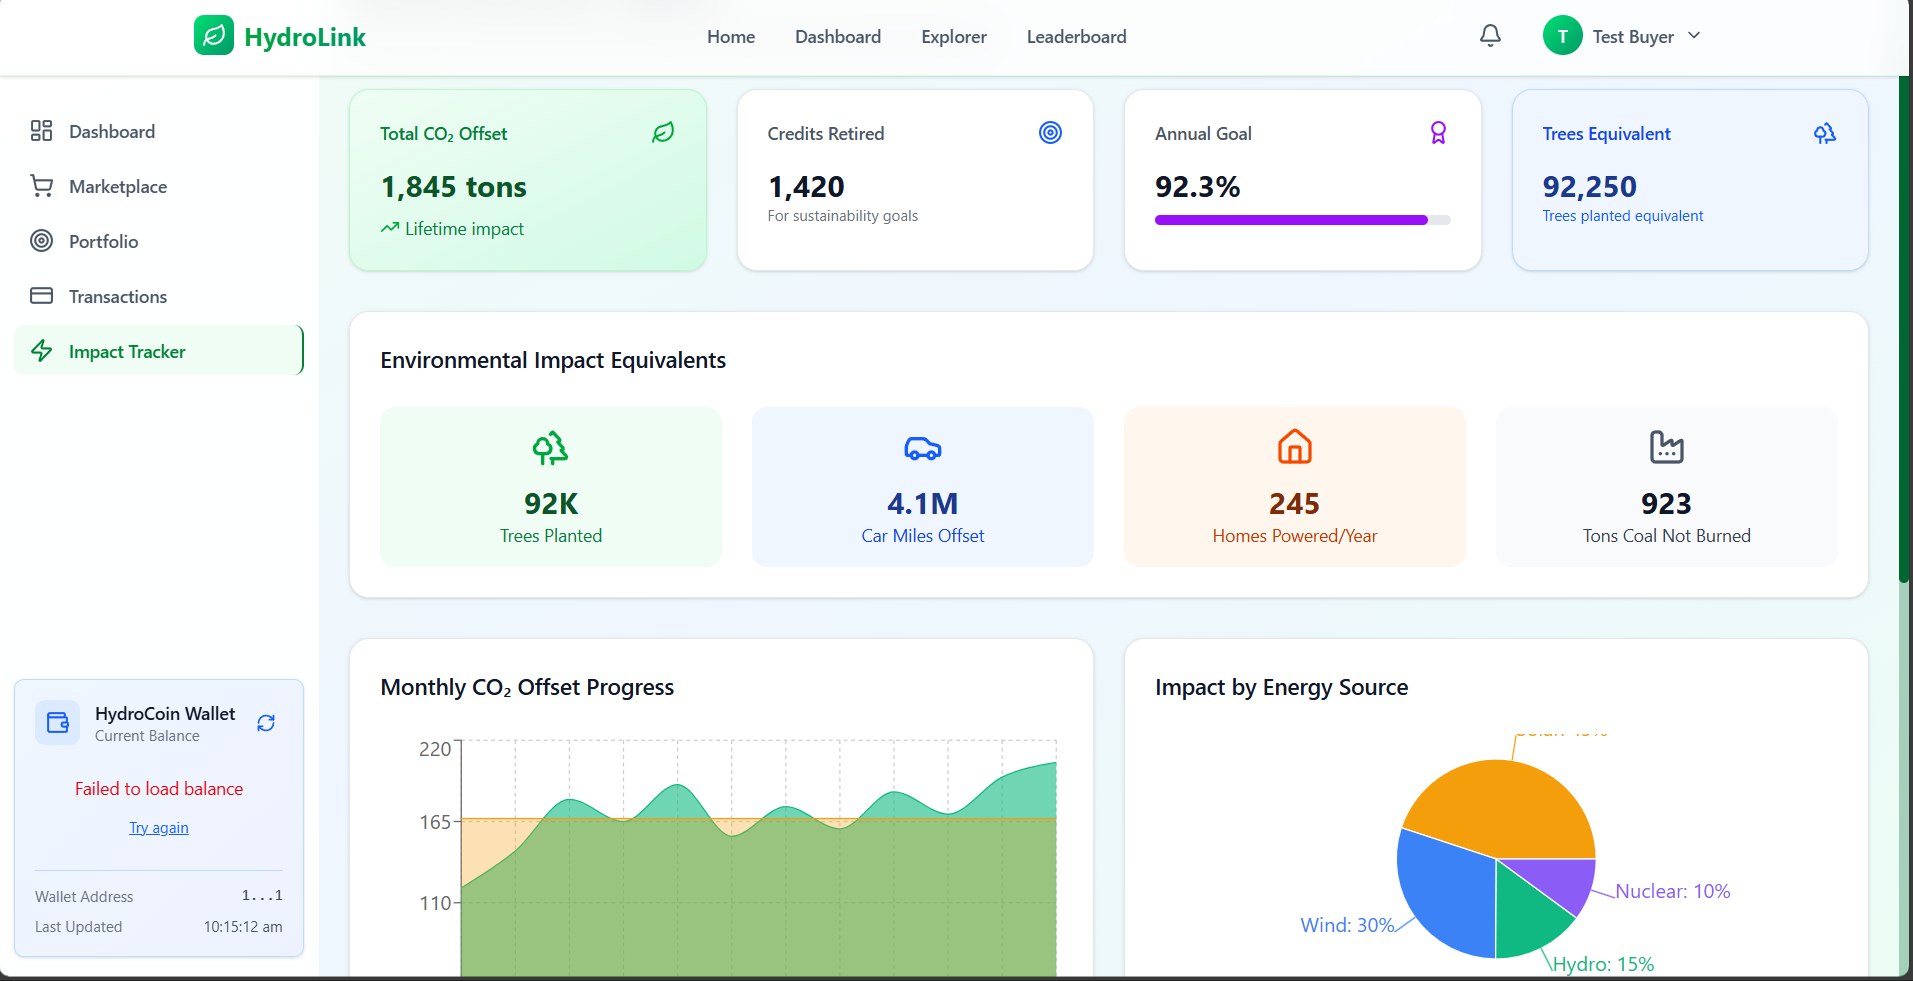 HydroLink
Home
Dashboard
Explorer
Leaderboard
T
Test Buyer
Dashboard
Marketplace
Portfolio
Transactions
Impact Tracker
HydroCoin Wallet
Current Balance
Failed to load balance
Try again
Wallet Address 1...1
Last Updated 10:15:12 am
Total CO₂ Offset
1,845 tons
Lifetime impact
Credits Retired
1,420
For sustainability goals
Annual Goal
92.3%
Trees Equivalent
92,250
Trees planted equivalent
Environmental Impact Equivalents
92K
Trees Planted
4.1M
Car Miles Offset
245
Homes Powered/Year
923
Tons Coal Not Burned
Monthly CO₂ Offset Progress
220
165
110
Impact by Energy Source
Nuclear: 10%
Wind: 30%
Hydro: 15%